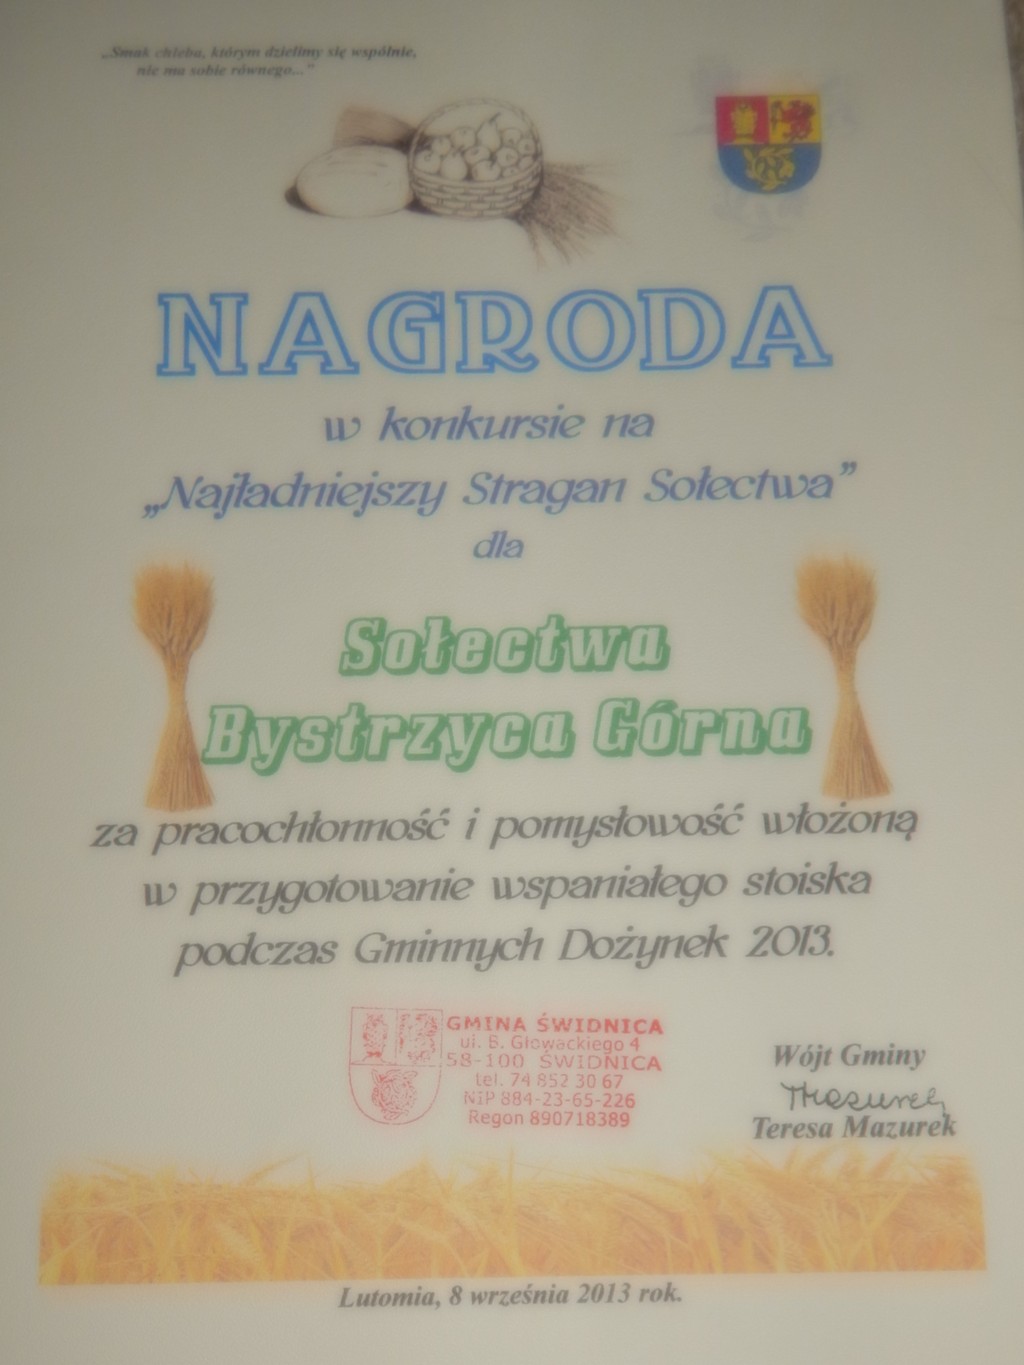 „Smak chleba, którym dzielimy się wspólnie,
nie ma sobie równego..."
NAGRODA
w konkursie na
„Najładniejszy Stragan Sołectwa”
dla
Sołectwa
Bystrzyca Górna
za pracochłonność i pomysłowość włożoną
w przygotowanie wspaniałego stoiska
podczas Gminnych Dożynek 2013.
GMINA ŚWIDNICA
ul. B. Głowackiego 4
58-100 ŚWIDNICA
tel. 74 852 30 67
NIP 884-23-65-226
Regon 890718389
Wójt Gminy
TMazurek
Teresa Mazurek
Lutomia, 8 września 2013 rok.